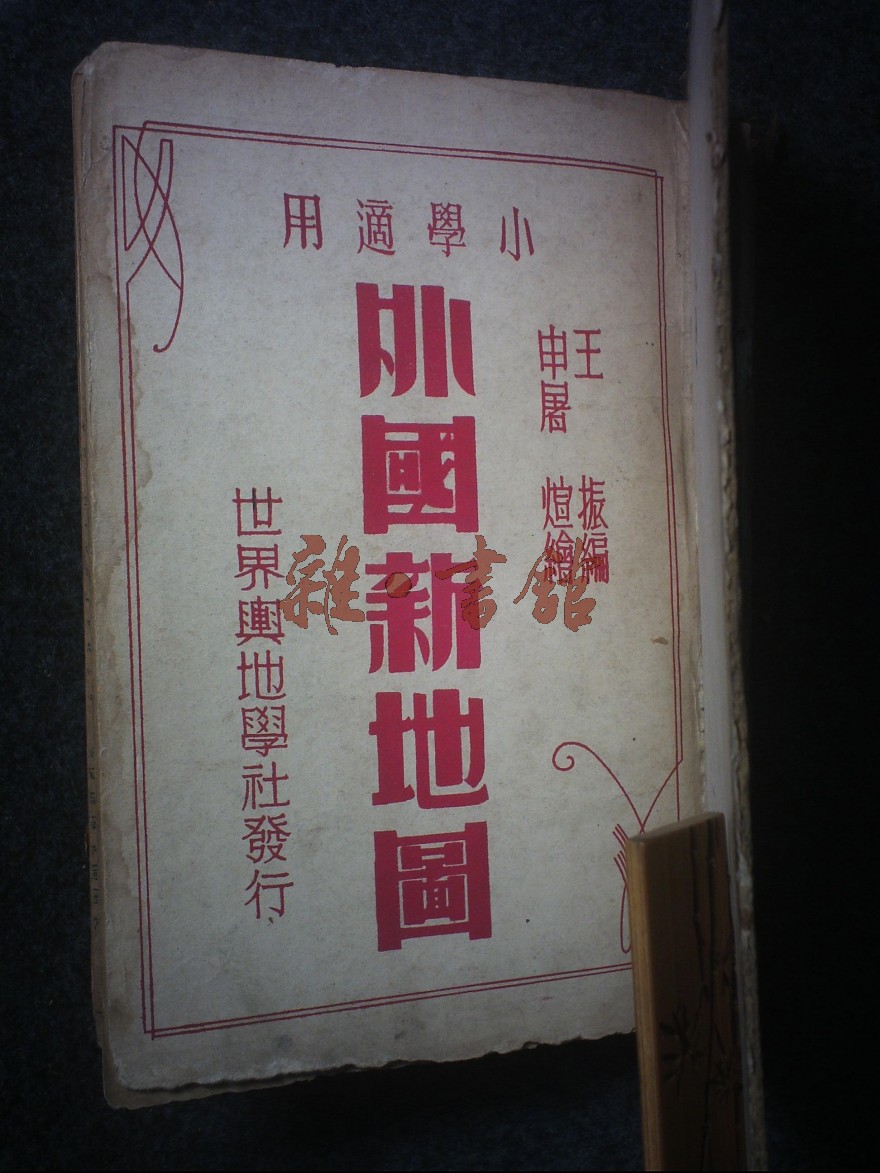 小學適用
王 振編
申屠 煊繪
外國新地圖
世界輿地學社發行
雜·書館